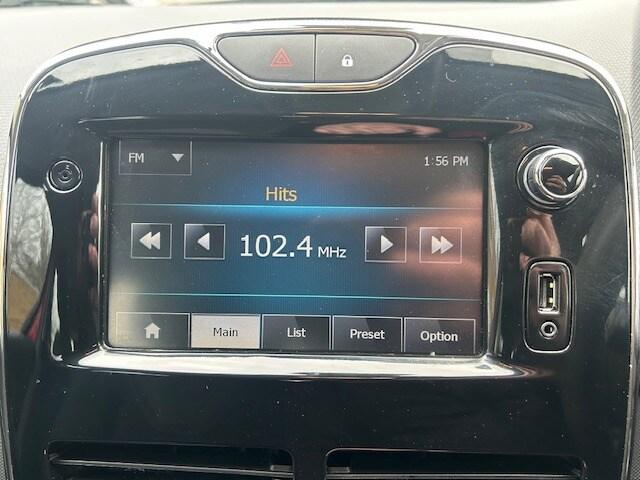 FM
1:56 PM
Hits
102.4 MHz
Main
List
Preset
Option